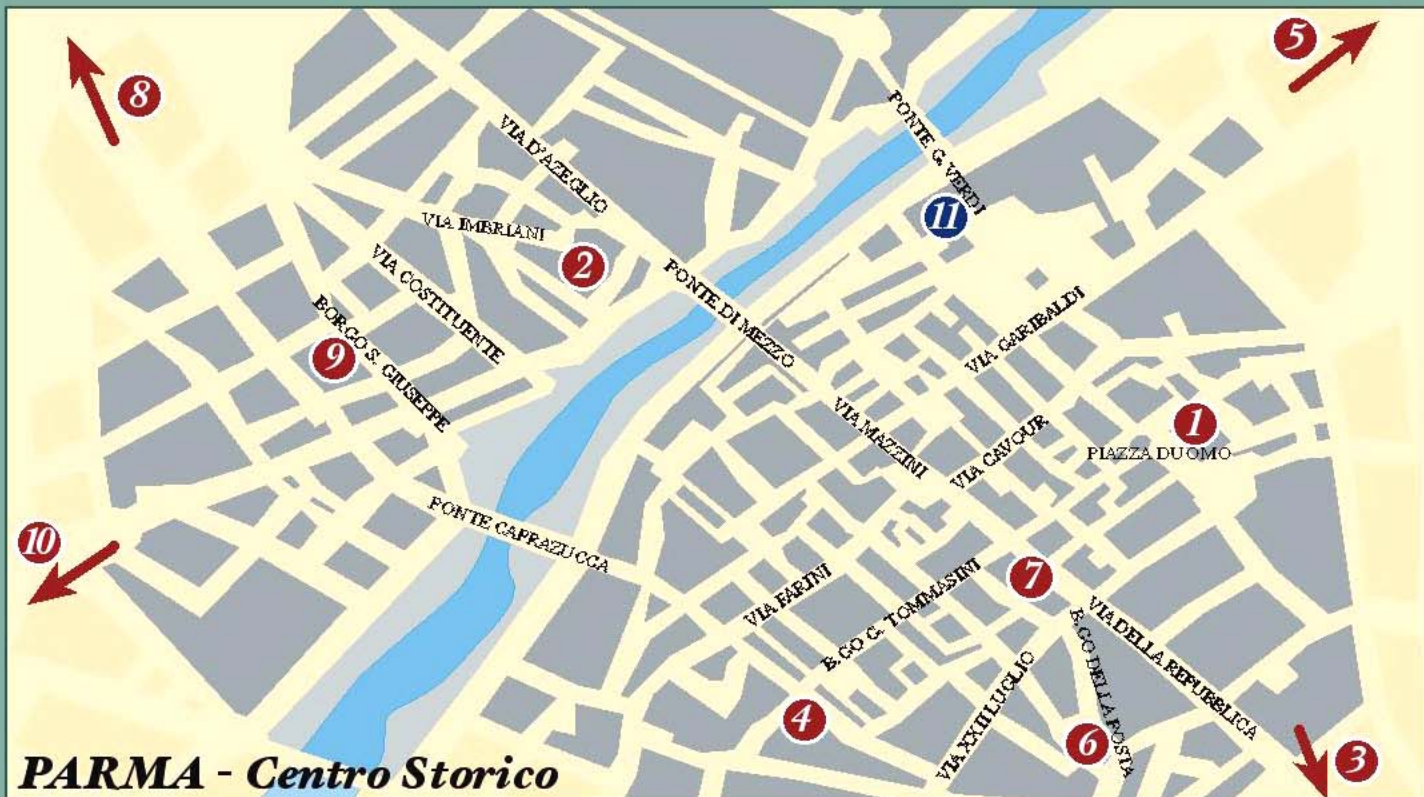 5
8
PONTE G. VERDI
VIA D'AZEGLIO
11
VIA IMBRIANI
2
VIA COSTITUENTE
PONTE DI MEZZO
VIA GARIBALDI
BORGO S. GIUSEPPE
9
VIA MAZZINI
VIA CAVOUR
1
PIAZZA DUOMO
PONTE CAPRAZUCCA
10
VIA FARINI
B.GO G. TOMMASINI
7
VIA DELLA REPUBBLICA
B.GO DELLA POSTA
VIA XXII LUGLIO
4
6
3
PARMA - Centro Storico